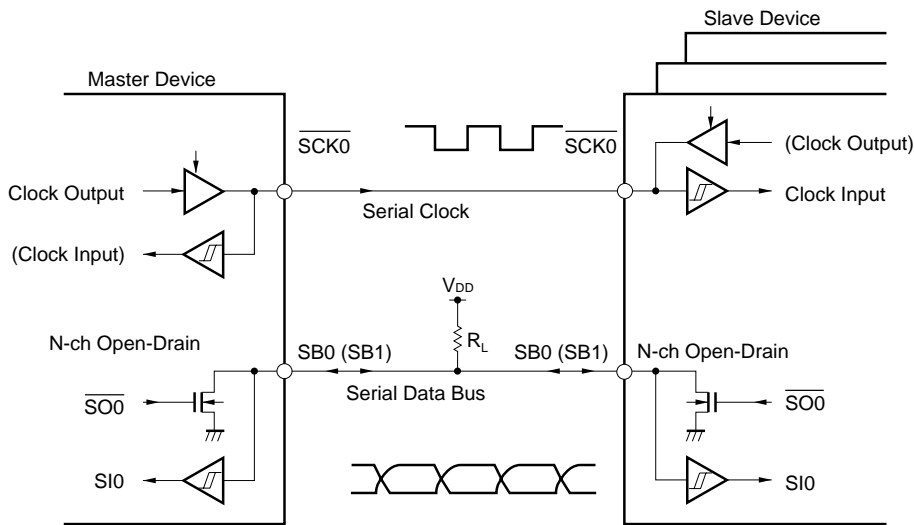 Slave Device
Master Device
SCK0
SCK0
(Clock Output)
Clock Output
Clock Input
Serial Clock
(Clock Input)
VDD
RL
N-ch Open-Drain
SB0 (SB1)
SB0 (SB1)
N-ch Open-Drain
SO0
Serial Data Bus
SO0
SI0
SI0